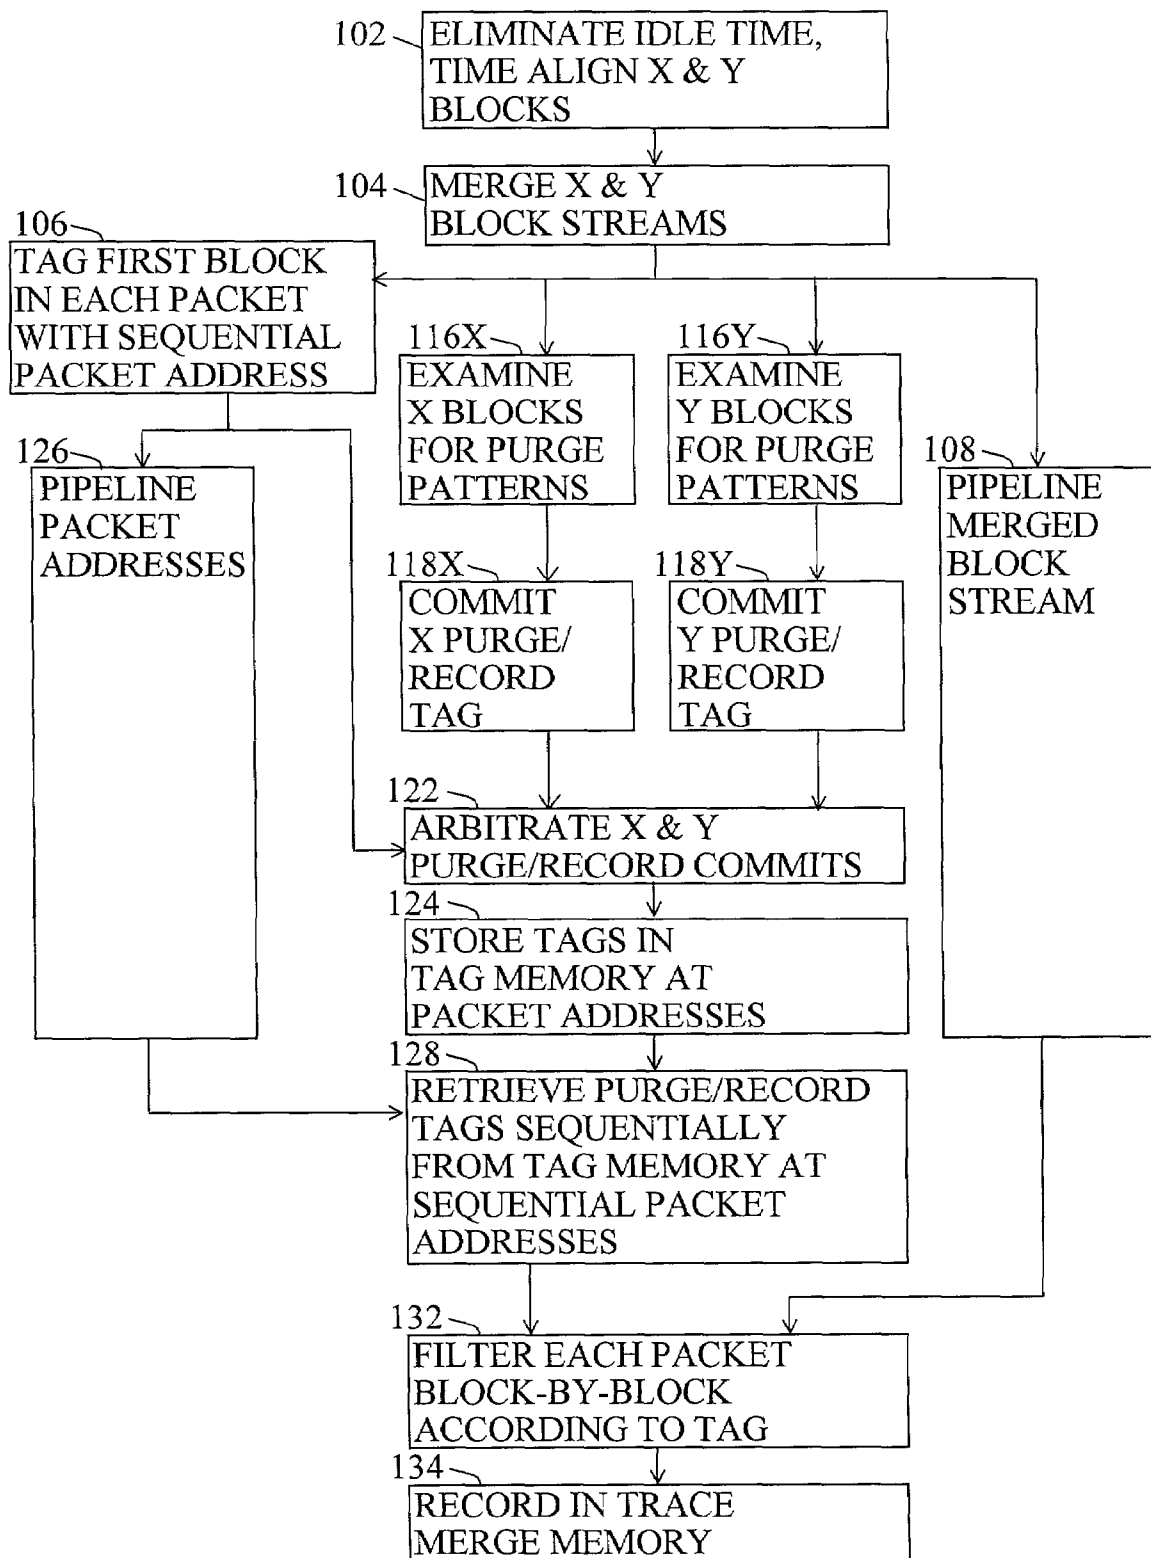 102
ELIMINATE IDLE TIME,
TIME ALIGN X & Y
BLOCKS
104
MERGE X & Y
BLOCK STREAMS
106
TAG FIRST BLOCK
IN EACH PACKET
WITH SEQUENTIAL
PACKET ADDRESS
116X
EXAMINE
X BLOCKS
FOR PURGE
PATTERNS
116Y
EXAMINE
Y BLOCKS
FOR PURGE
PATTERNS
126
PIPELINE
PACKET
ADDRESSES
108
PIPELINE
MERGED
BLOCK
STREAM
118X
COMMIT
X PURGE/
RECORD
TAG
118Y
COMMIT
Y PURGE/
RECORD
TAG
122
ARBITRATE X & Y
PURGE/RECORD COMMITS
124
STORE TAGS IN
TAG MEMORY AT
PACKET ADDRESSES
128
RETRIEVE PURGE/RECORD
TAGS SEQUENTIALLY
FROM TAG MEMORY AT
SEQUENTIAL PACKET
ADDRESSES
132
FILTER EACH PACKET
BLOCK-BY-BLOCK
ACCORDING TO TAG
134
RECORD IN TRACE
MERGE MEMORY